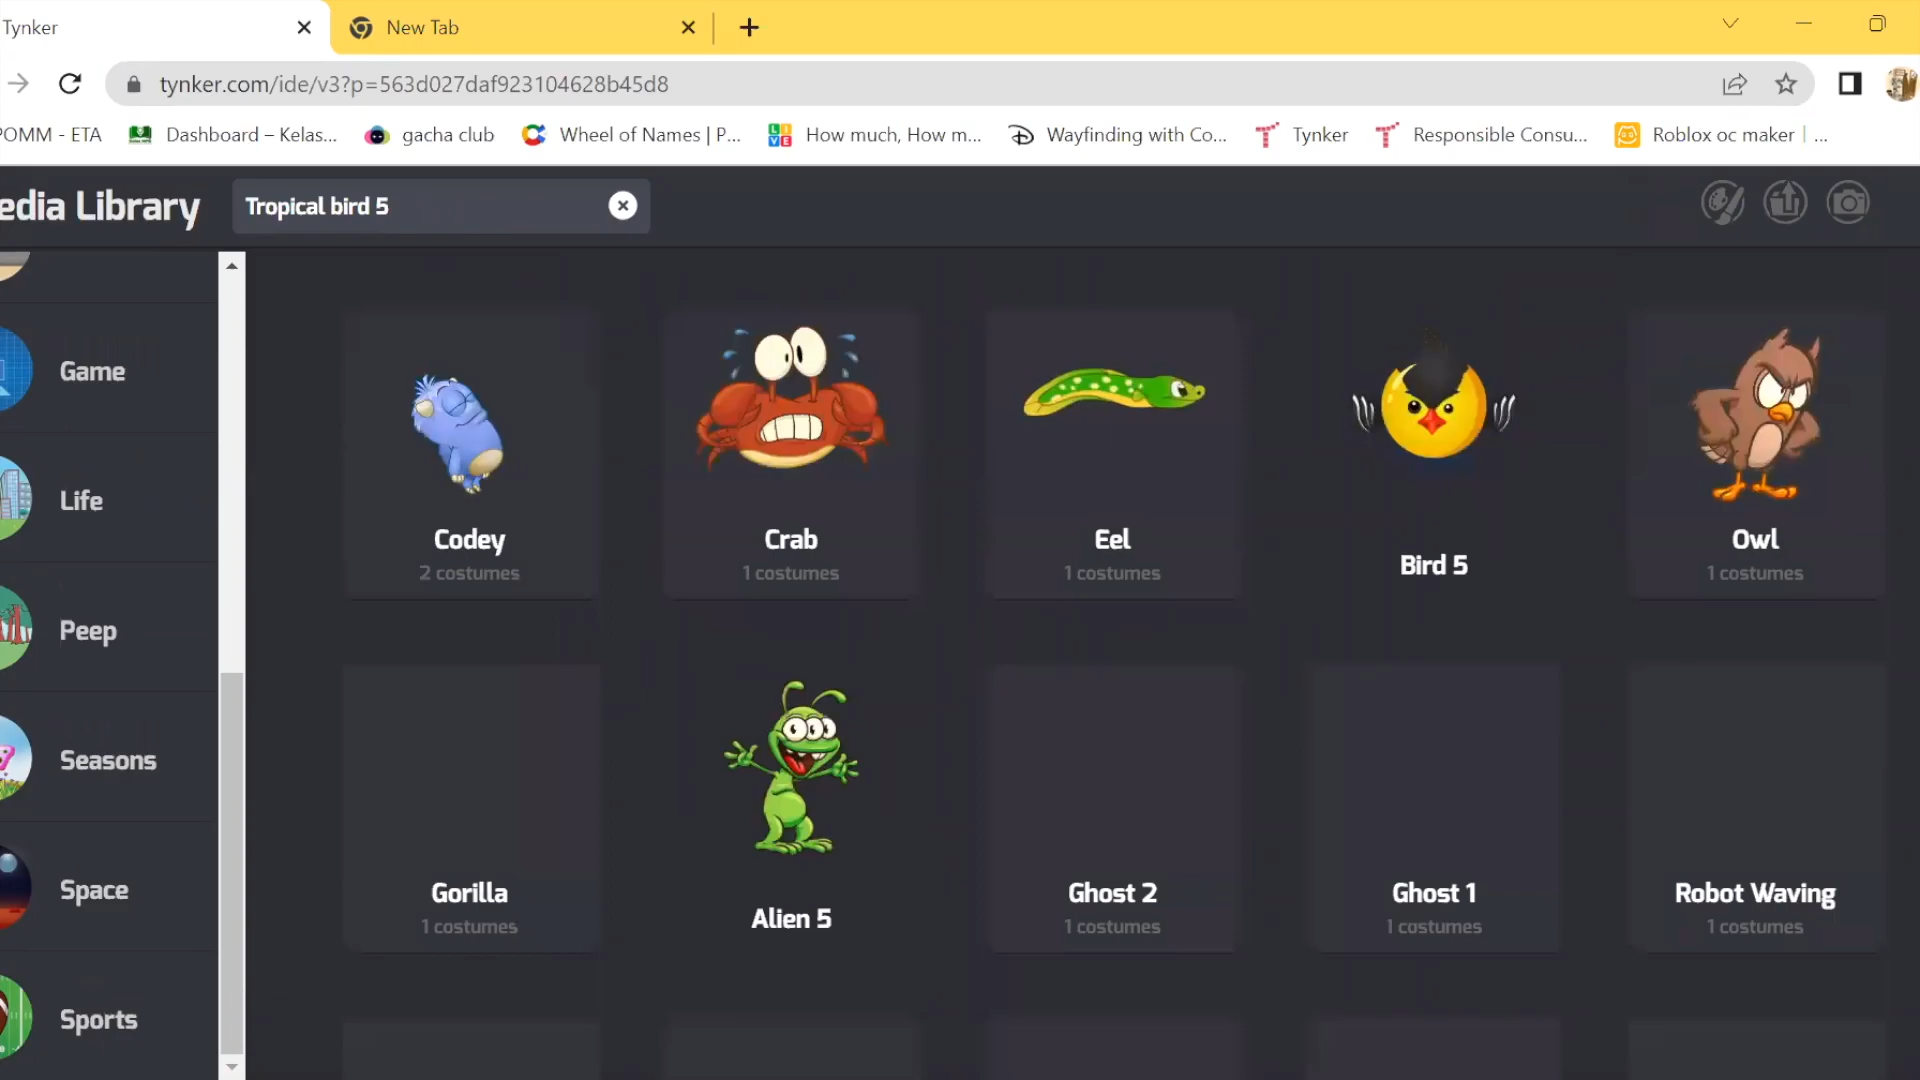 Tynker
New Tab
tynker.com/ide/v3?p=563d027daf923104628b45d8
POMM - ETA
Dashboard – Kelas...
gacha club
Wheel of Names | P...
LIVE
How much, How m...
Wayfinding with Co...
Tynker
Responsible Consu...
Roblox oc maker | ...
edia Library
Tropical bird 5
Game
Life
Peep
Seasons
Space
Sports
Codey
2 costumes
Crab
1 costumes
Eel
1 costumes
Bird 5
Owl
1 costumes
Gorilla
1 costumes
Alien 5
Ghost 2
1 costumes
Ghost 1
1 costumes
Robot Waving
1 costumes